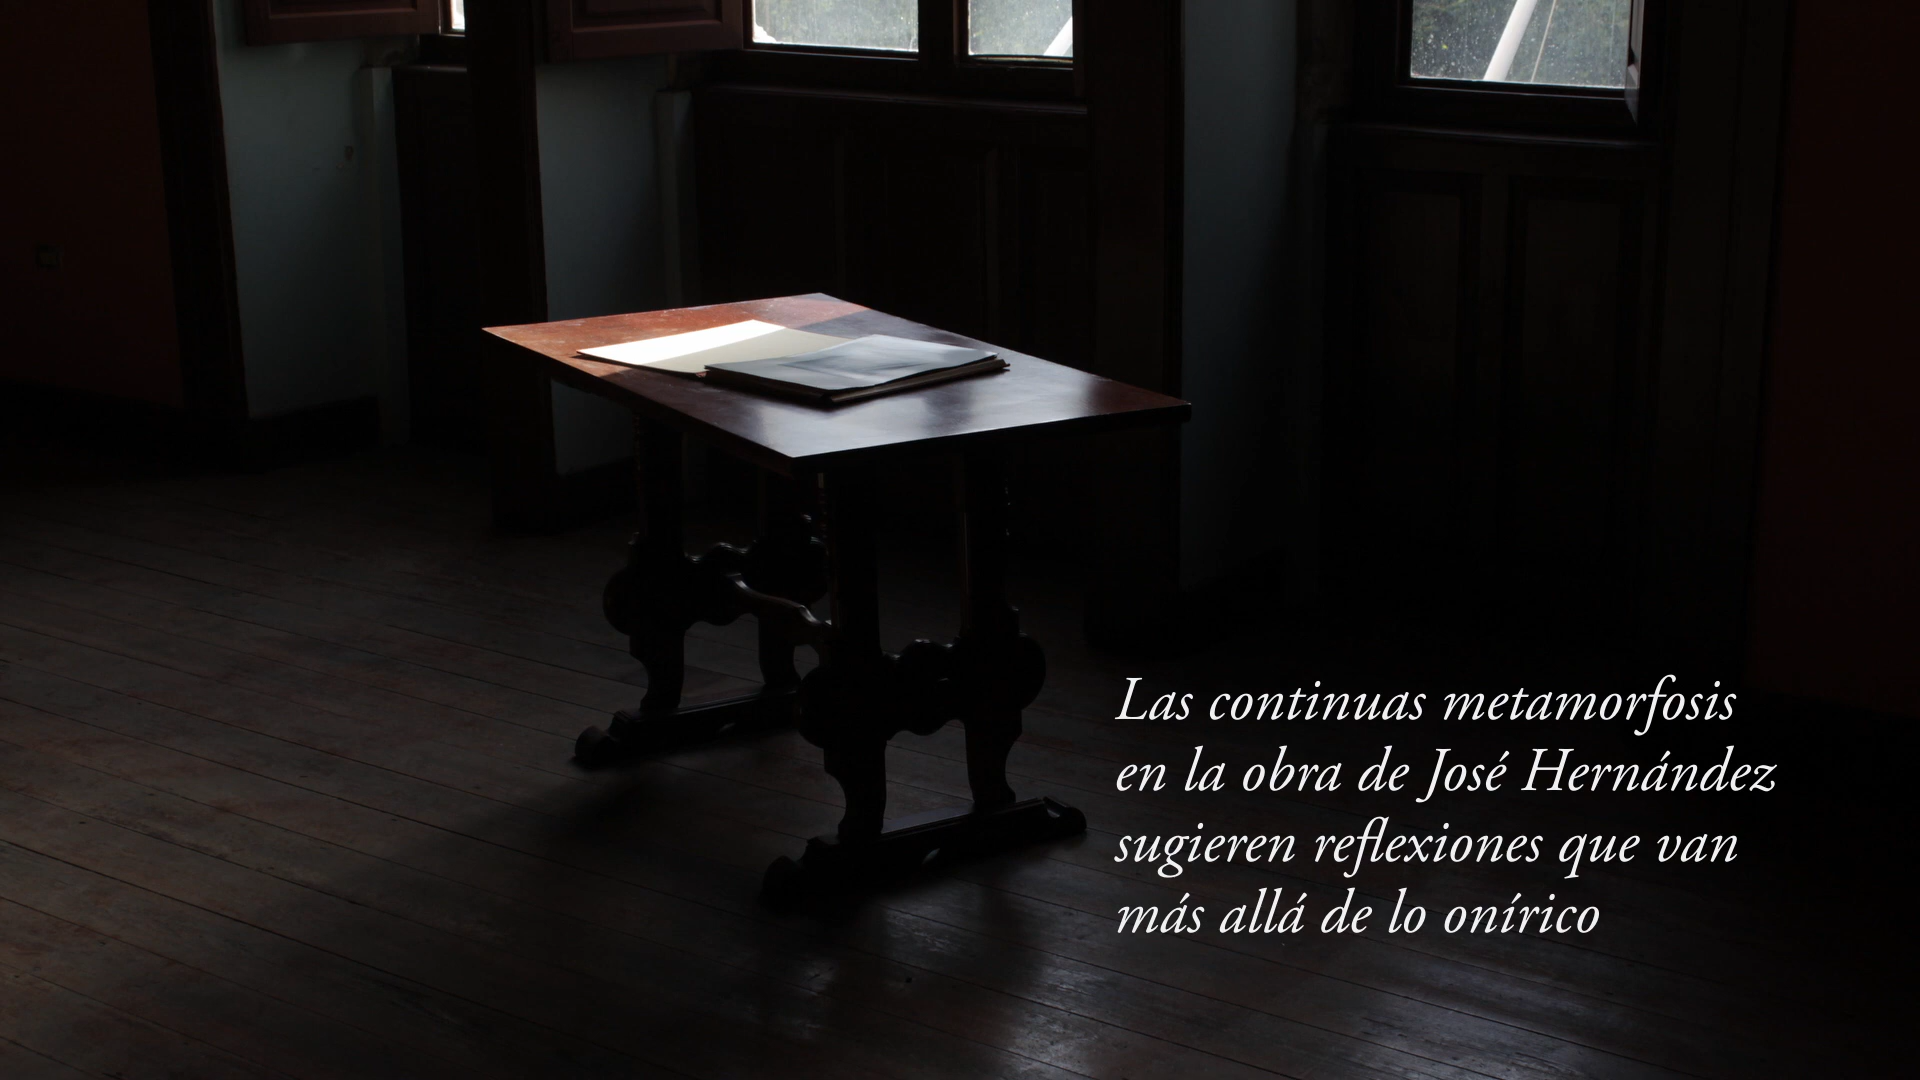 Las continuas metamorfosis
en la obra de José Hernández
sugieren reflexiones que van
más allá de lo onírico